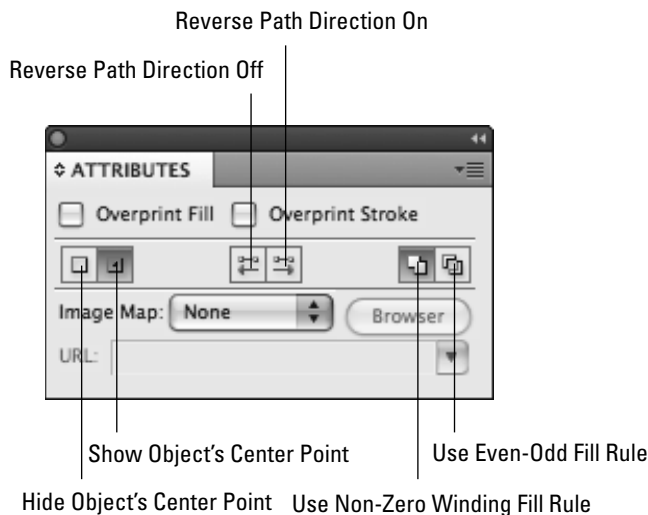 Reverse Path Direction On
Reverse Path Direction Off
ATTRIBUTES
Overprint Fill Overprint Stroke
Image Map: None Browser
URL:
Show Object's Center Point Use Even-Odd Fill Rule
Hide Object's Center Point Use Non-Zero Winding Fill Rule